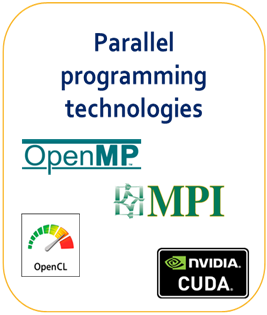 Parallel
programming
technologies
OpenMP
MPI
OpenCL
NVIDIA.
CUDA.